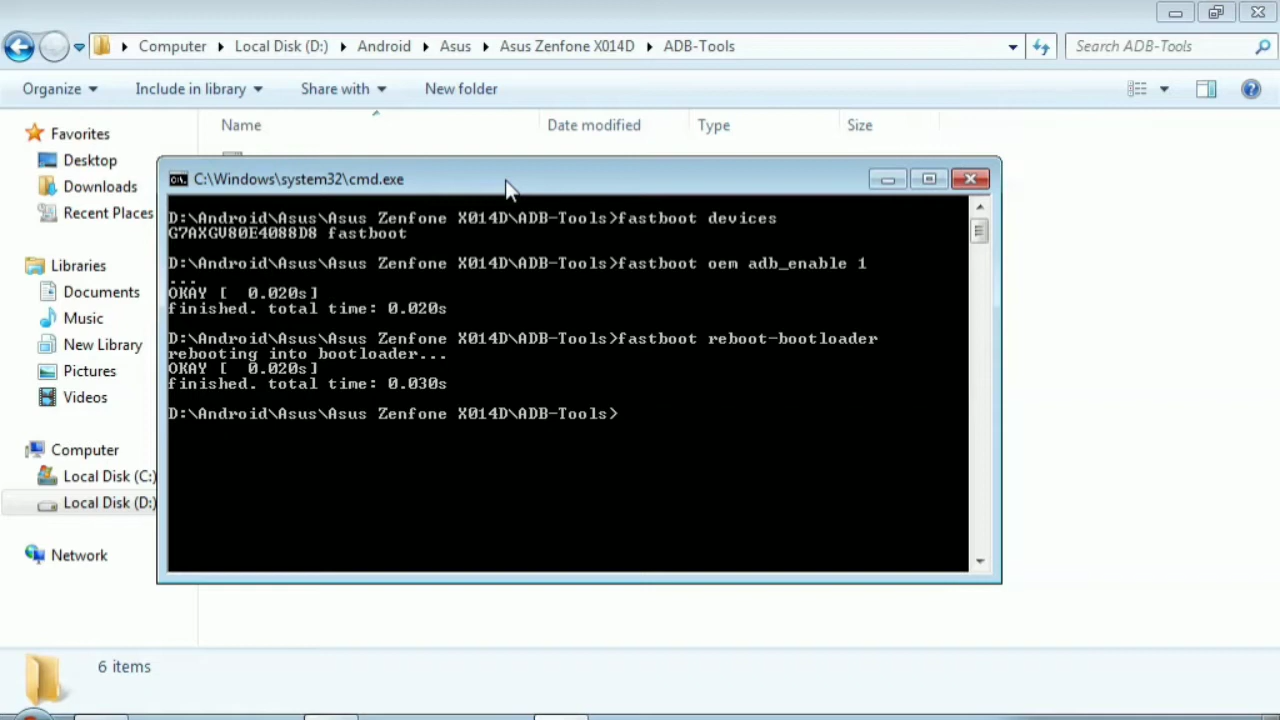 Computer Local Disk (D:) Android Asus Asus Zenfone X014D ADB-Tools Search ADB-Tools
Organize Include in library Share with New folder
Name Date modified Type Size
Favorites
Desktop
Downloads
Recent Places
Libraries
Documents
Music
New Library
Pictures
Videos
Computer
Local Disk (C:)
Local Disk (D:)
Network
C:\Windows\system32\cmd.exe
D:\Android\Asus\Asus Zenfone X014D\ADB-Tools>fastboot devices
fastboot
D:\Android\Asus\Asus Zenfone X014D\ADB-Tools>fastboot oem adb_enable 1
...
OKAY [ 0.020s]
finished. total time: 0.020s
D:\Android\Asus\Asus Zenfone X014D\ADB-Tools>fastboot reboot-bootloader
rebooting into bootloader...
OKAY [ 0.020s]
finished. total time: 0.030s
D:\Android\Asus\Asus Zenfone X014D\ADB-Tools>
6 items